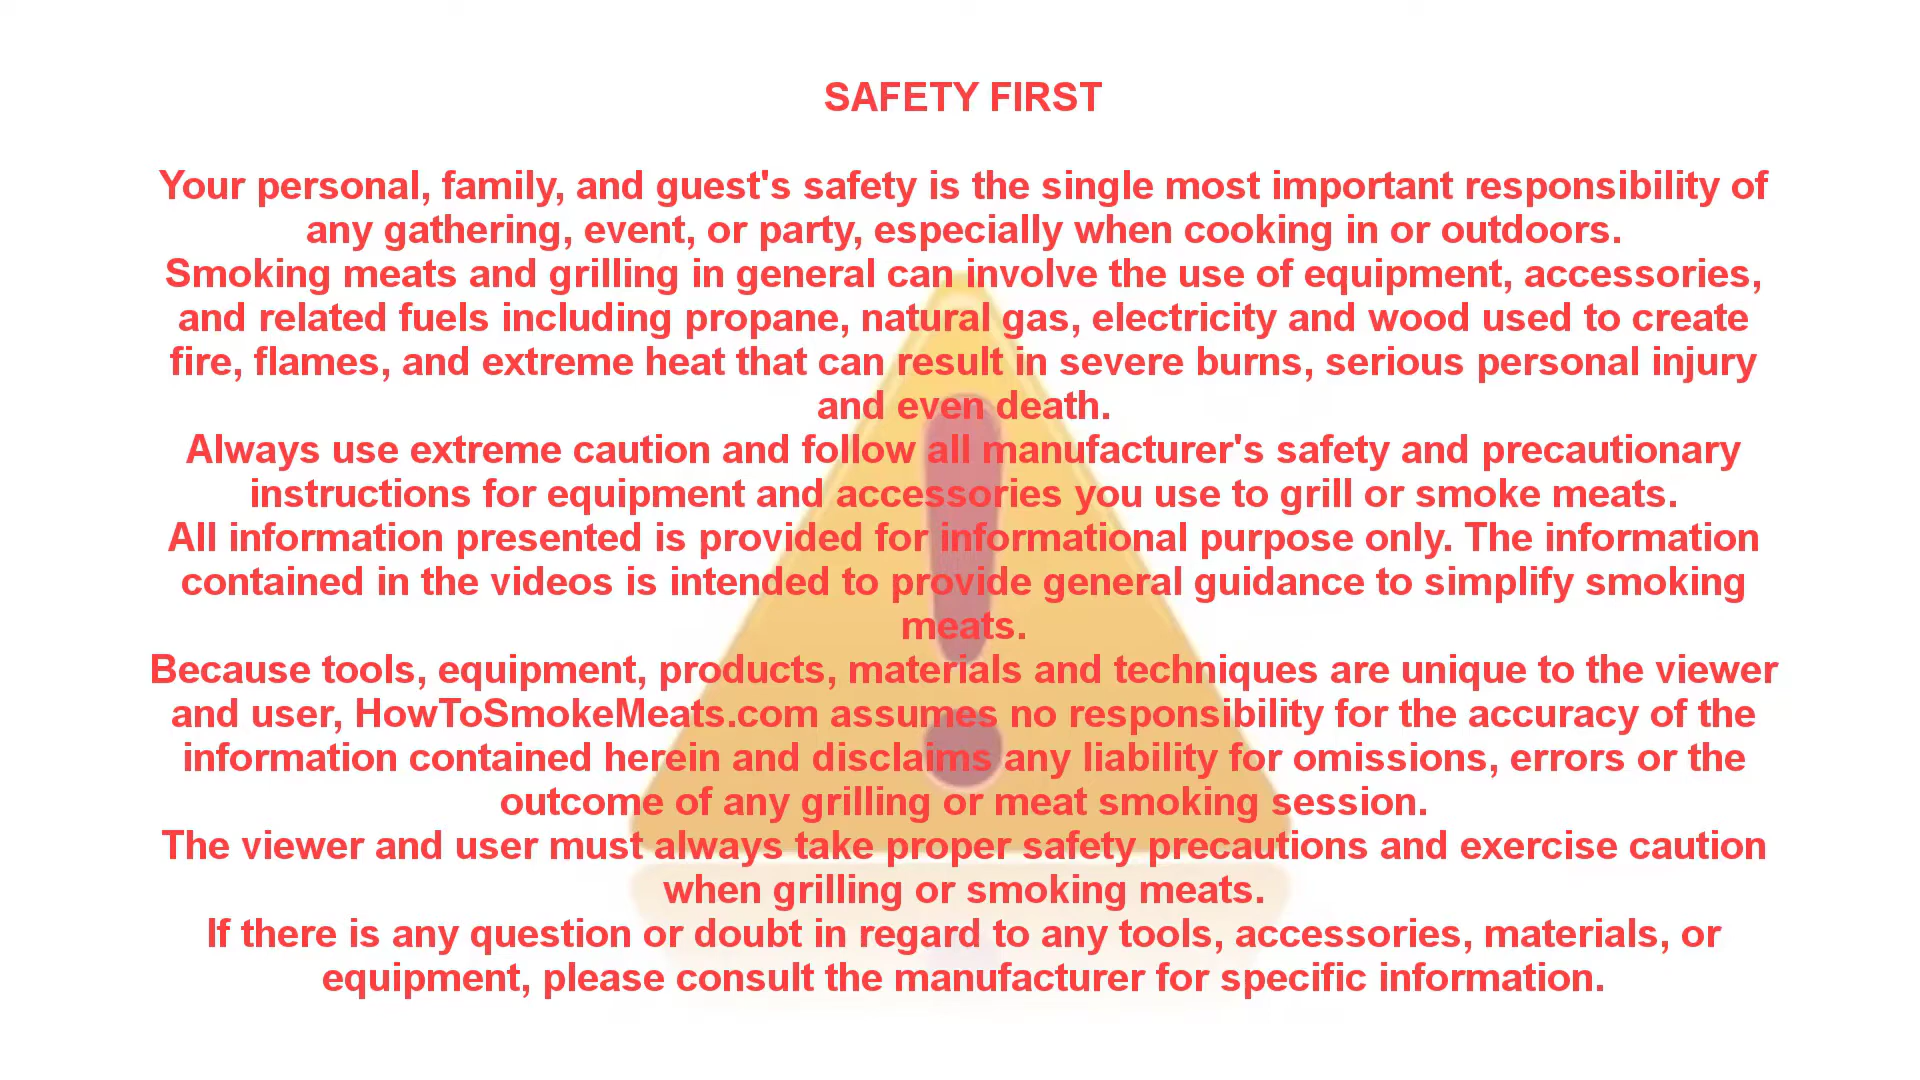 SAFETY FIRST
Your personal, family, and guest's safety is the single most important responsibility of
any gathering, event, or party, especially when cooking in or outdoors.
Smoking meats and grilling in general can involve the use of equipment, accessories,
and related fuels including propane, natural gas, electricity and wood used to create
fire, flames, and extreme heat that can result in severe burns, serious personal injury
and even death.
Always use extreme caution and follow all manufacturer's safety and precautionary
instructions for equipment and accessories you use to grill or smoke meats.
All information presented is provided for informational purpose only. The information
contained in the videos is intended to provide general guidance to simplify smoking
meats.
Because tools, equipment, products, materials and techniques are unique to the viewer
and user, HowToSmokeMeats.com assumes no responsibility for the accuracy of the
information contained herein and disclaims any liability for omissions, errors or the
outcome of any grilling or meat smoking session.
The viewer and user must always take proper safety precautions and exercise caution
when grilling or smoking meats.
If there is any question or doubt in regard to any tools, accessories, materials, or
equipment, please consult the manufacturer for specific information.